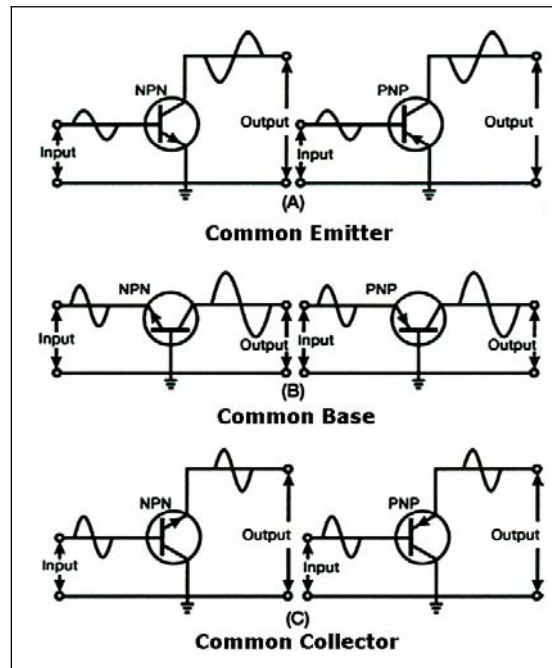 NPN
PNP
Input
Output
Input
Output
(A)
Common Emitter
NPN
PNP
Input
Output
Input
Output
(B)
Common Base
NPN
PNP
Input
Output
Input
Output
(C)
Common Collector